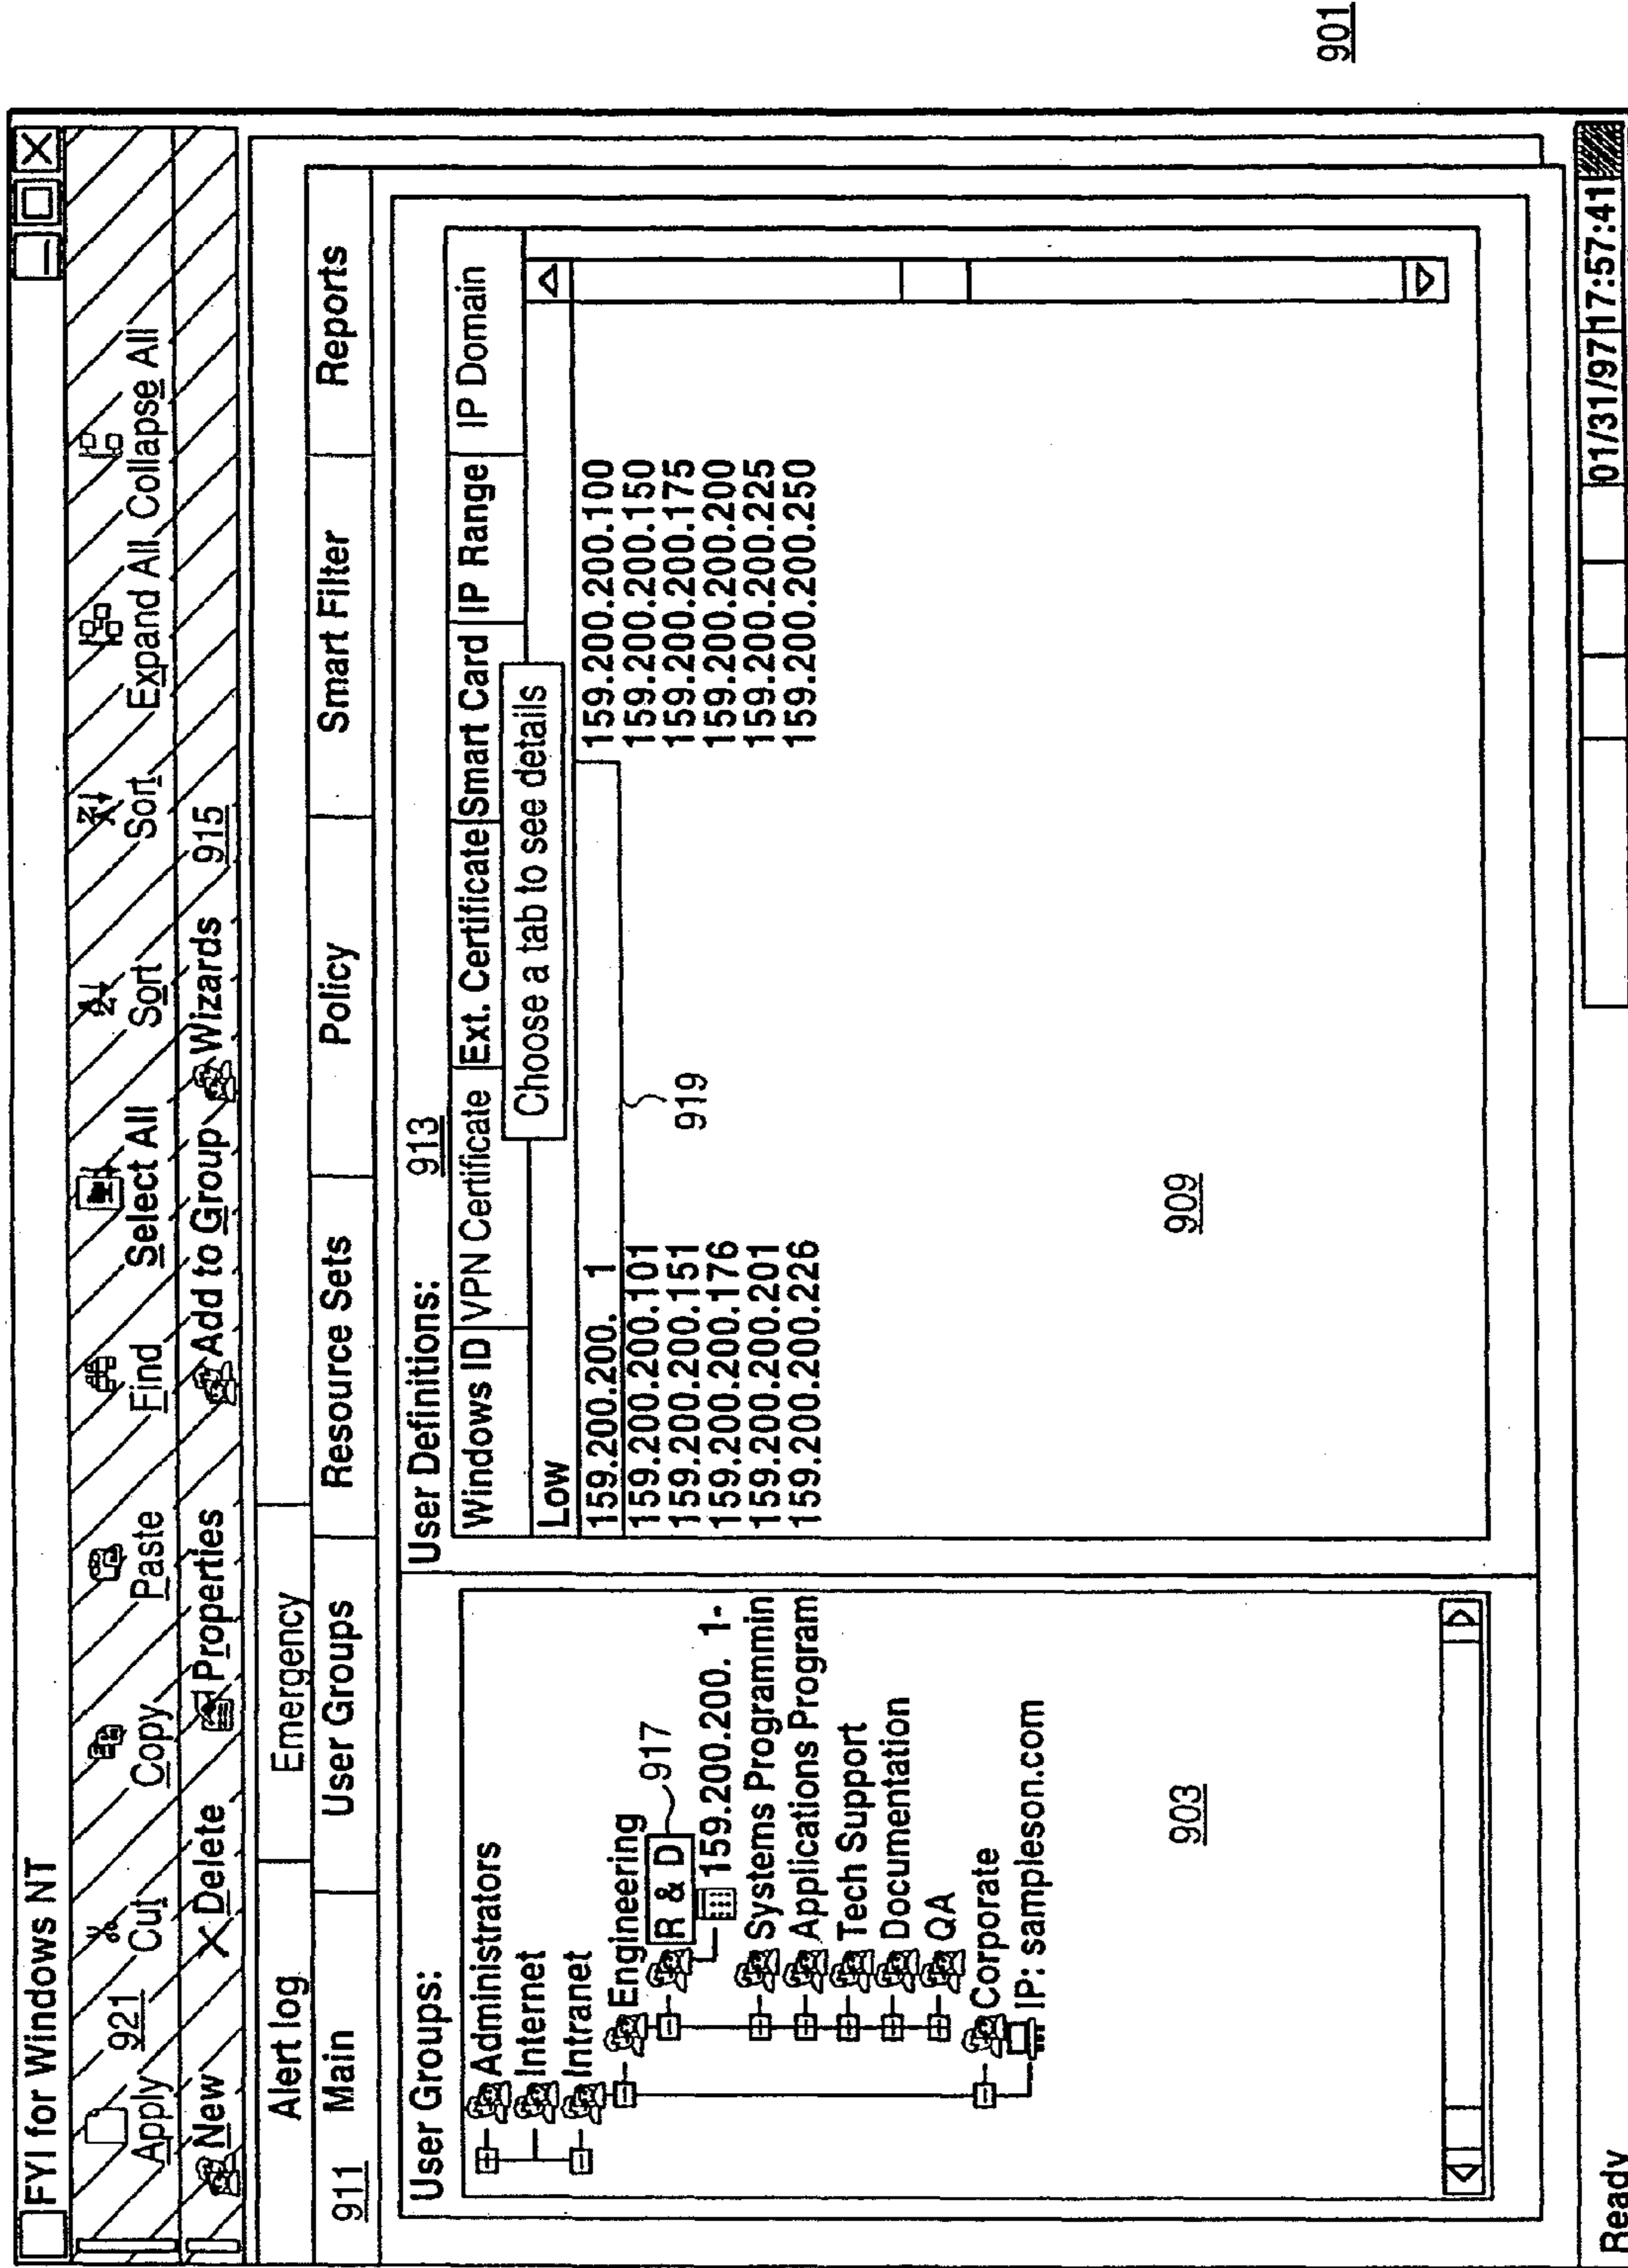 FYI for Windows NT
921
Apply Cut Copy Paste Find Select All Sort Sort Expand All Collapse All
New Delete Properties Add to Group Wizards 915
Alert log Emergency
911 Main User Groups Resource Sets Policy Smart Filter Reports
User Groups:
Administrators
Internet
Intranet
Engineering
R & D
917
159.200.200. 1-
Systems Programmin
Applications Program
Tech Support
Documentation
QA
Corporate
IP: sampleson.com
903
User Definitions: 913
Windows ID VPN Certificate Ext. Certificate Smart Card IP Range IP Domain
Choose a tab to see details
Low
159.200.200. 1 159.200.200.100
159.200.200.101 159.200.200.150
159.200.200.151 159.200.200.175
159.200.200.176 159.200.200.200
159.200.200.201 159.200.200.225
159.200.200.226 159.200.200.250
919
909
Ready 01/31/97 17:57:41
901